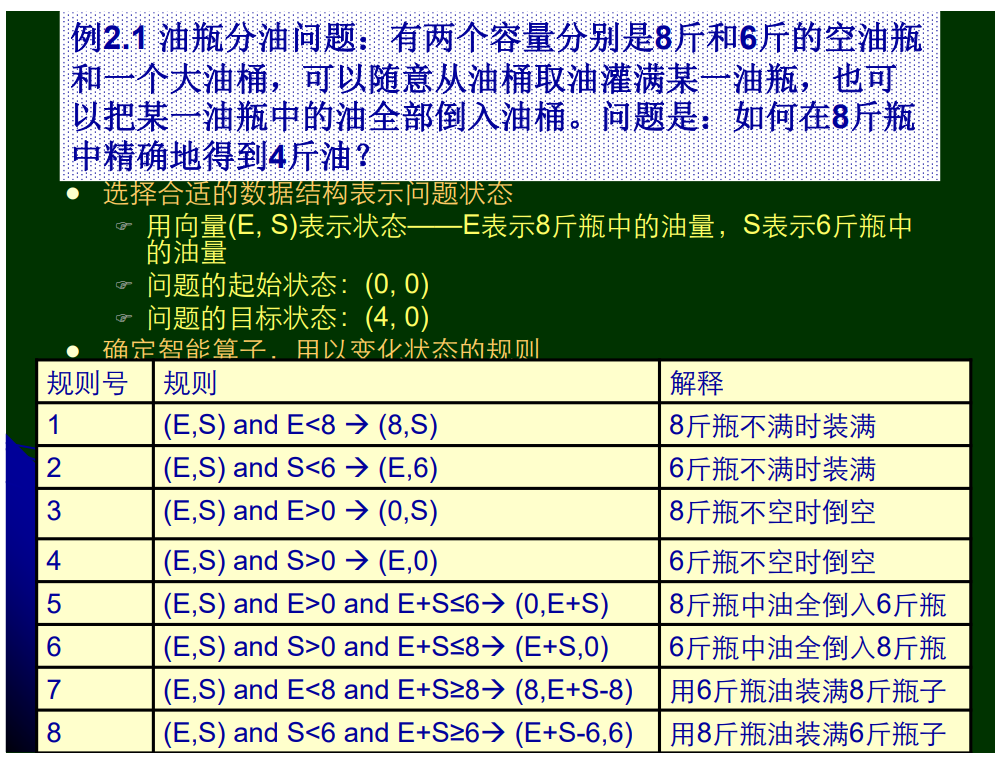 例2.1 油瓶分油问题：有两个容量分别是8斤和6斤的空油瓶
和一个大油桶，可以随意从油桶取油灌满某一油瓶，也可
以把某一油瓶中的油全部倒入油桶。问题是：如何在8斤瓶
中精确地得到4斤油？
● 选择合适的数据结构表示问题状态
☞ 用向量(E, S)表示状态——E表示8斤瓶中的油量，S表示6斤瓶中
的油量
☞ 问题的起始状态：(0, 0)
☞ 问题的目标状态：(4, 0)
● 确定智能算子，用以变化状态的规则
规则号 规则 解释
1 (E,S) and E<8 → (8,S) 8斤瓶不满时装满
2 (E,S) and S<6 → (E,6) 6斤瓶不满时装满
3 (E,S) and E>0 → (0,S) 8斤瓶不空时倒空
4 (E,S) and S>0 → (E,0) 6斤瓶不空时倒空
5 (E,S) and E>0 and E+S≤6→ (0,E+S) 8斤瓶中油全倒入6斤瓶
6 (E,S) and S>0 and E+S≤8→ (E+S,0) 6斤瓶中油全倒入8斤瓶
7 (E,S) and E<8 and E+S≥8→ (8,E+S-8) 用6斤瓶油装满8斤瓶子
8 (E,S) and S<6 and E+S≥6→ (E+S-6,6) 用8斤瓶油装满6斤瓶子